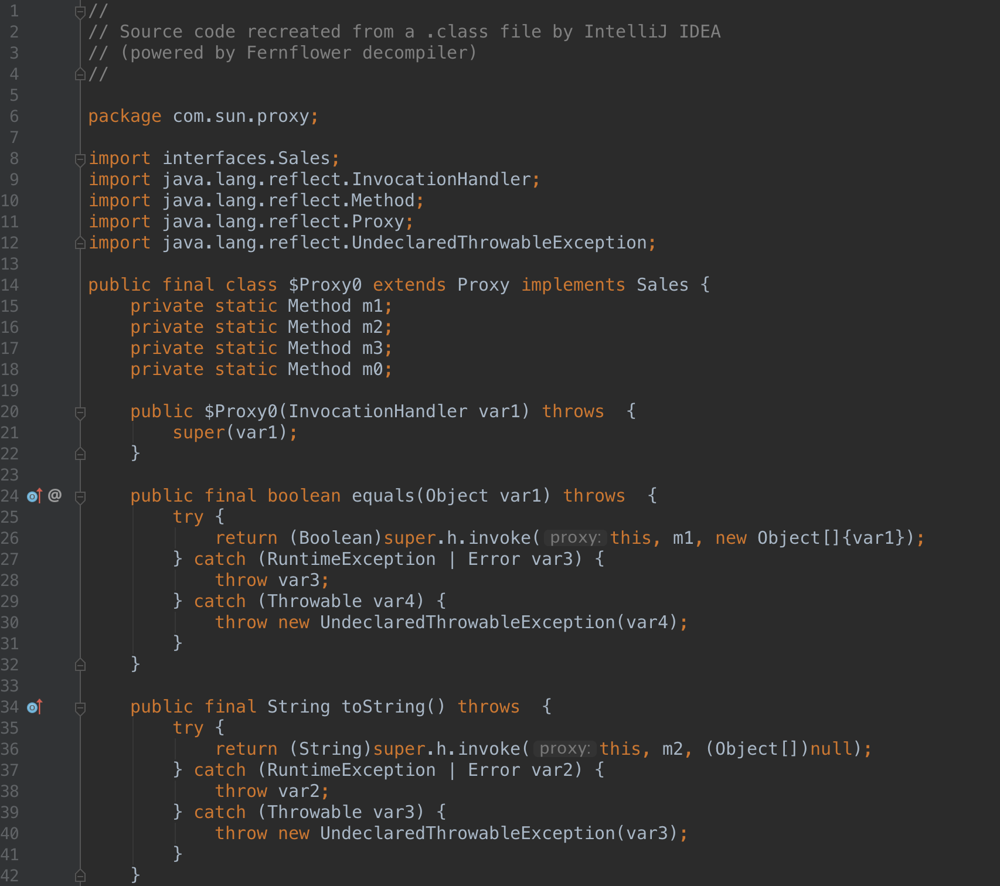 1 //
2 // Source code recreated from a .class file by IntelliJ IDEA
3 // (powered by Fernflower decompiler)
4 //
5
6 package com.sun.proxy;
7
8 import interfaces.Sales;
9 import java.lang.reflect.InvocationHandler;
10 import java.lang.reflect.Method;
11 import java.lang.reflect.Proxy;
12 import java.lang.reflect.UndeclaredThrowableException;
13
14 public final class $Proxy0 extends Proxy implements Sales {
15     private static Method m1;
16     private static Method m2;
17     private static Method m3;
18     private static Method m0;
19
20     public $Proxy0(InvocationHandler var1) throws  {
21         super(var1);
22     }
23
24 @     public final boolean equals(Object var1) throws  {
25         try {
26             return (Boolean)super.h.invoke( proxy: this, m1, new Object[]{var1});
27         } catch (RuntimeException | Error var3) {
28             throw var3;
29         } catch (Throwable var4) {
30             throw new UndeclaredThrowableException(var4);
31         }
32     }
33
34     public final String toString() throws  {
35         try {
36             return (String)super.h.invoke( proxy: this, m2, (Object[])null);
37         } catch (RuntimeException | Error var2) {
38             throw var2;
39         } catch (Throwable var3) {
40             throw new UndeclaredThrowableException(var3);
41         }
42     }